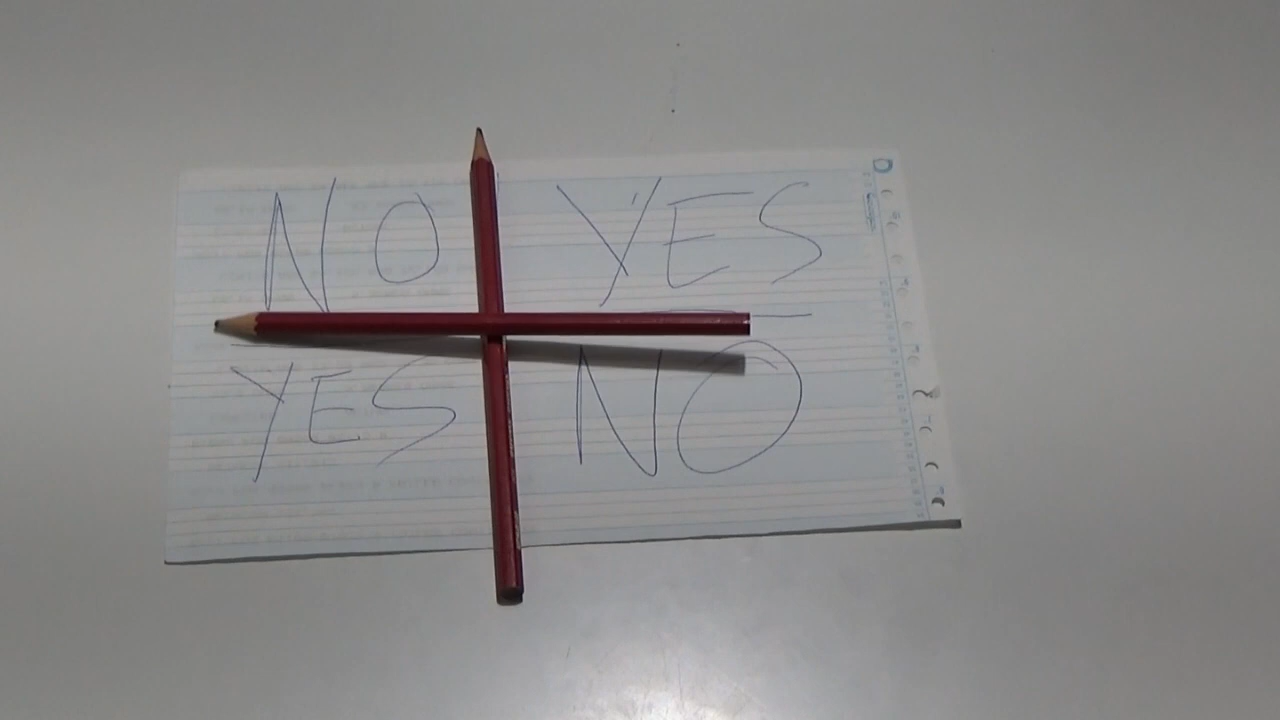 NO YES
YES NO